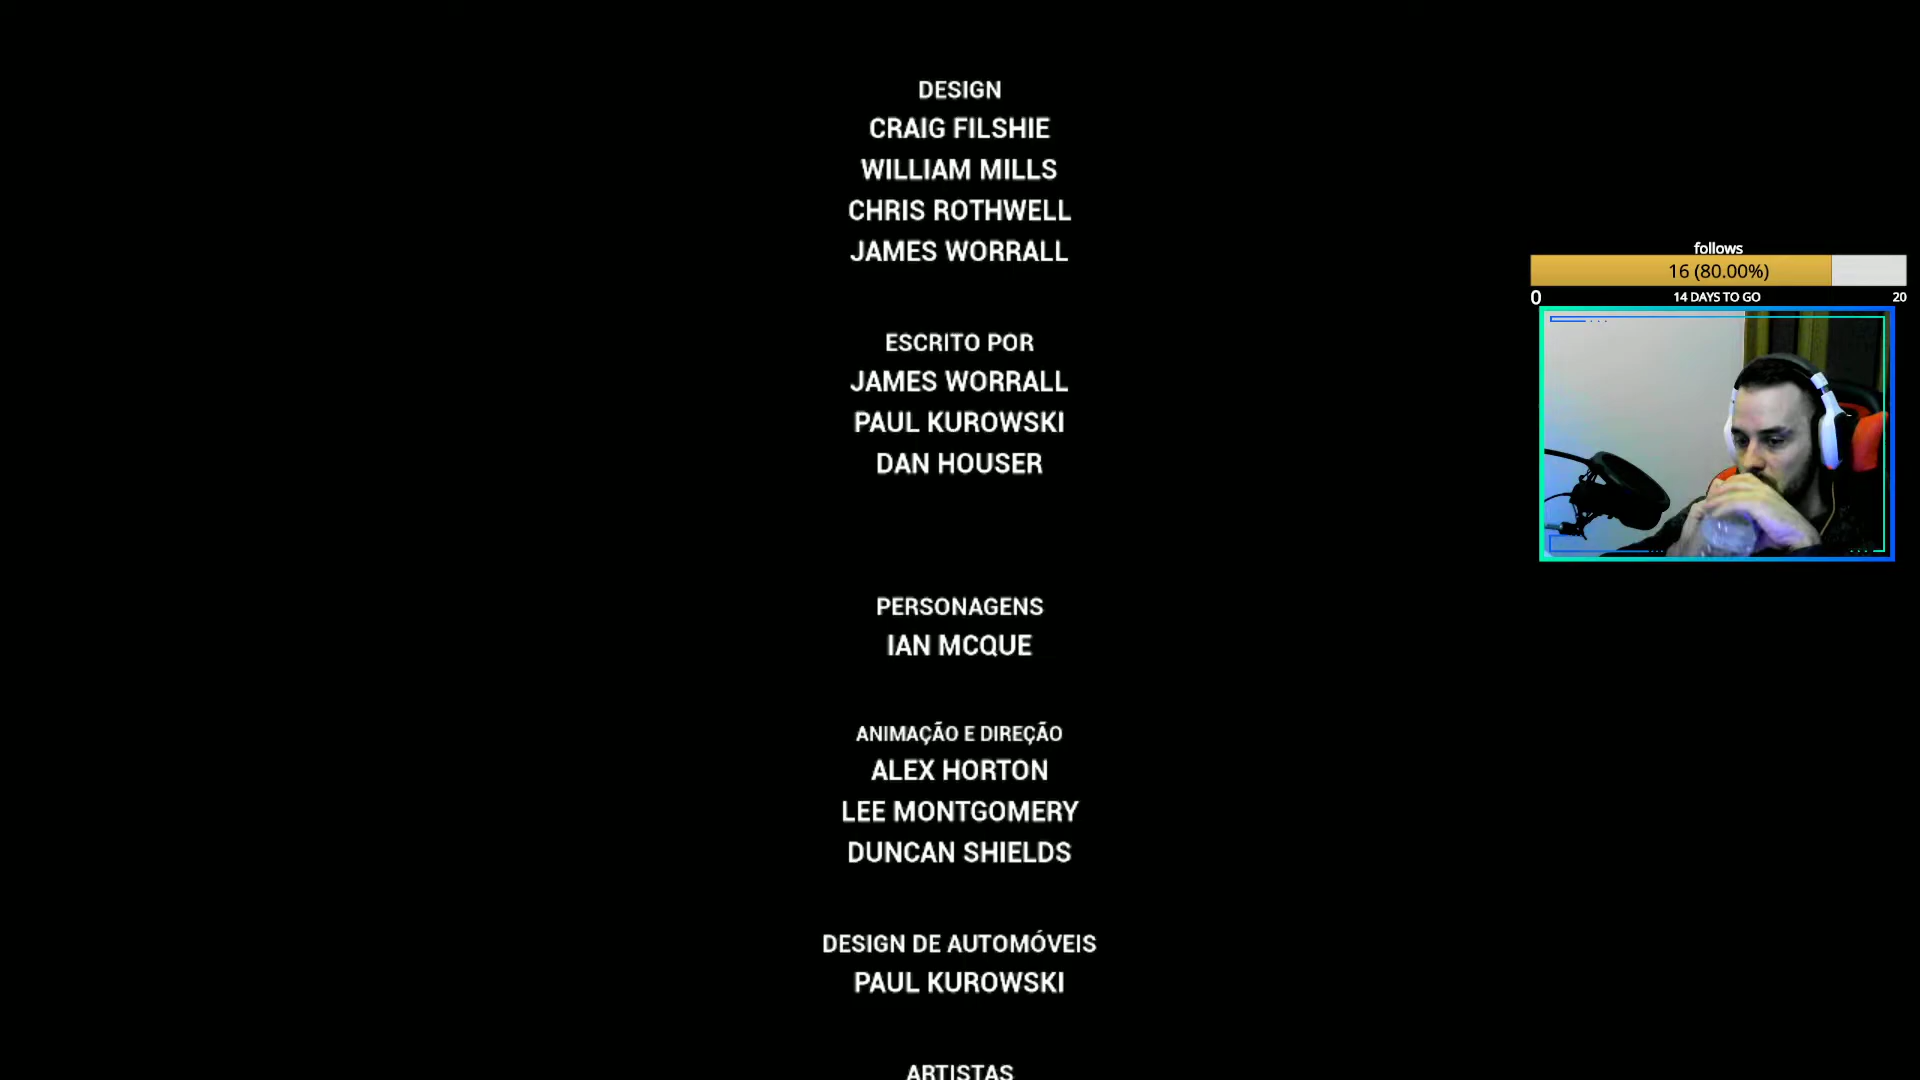 DESIGN
CRAIG FILSHIE
WILLIAM MILLS
CHRIS ROTHWELL
JAMES WORRALL
ESCRITO POR
JAMES WORRALL
PAUL KUROWSKI
DAN HOUSER
PERSONAGENS
IAN MCQUE
ANIMAÇÃO E DIREÇÃO
ALEX HORTON
LEE MONTGOMERY
DUNCAN SHIELDS
DESIGN DE AUTOMÓVEIS
PAUL KUROWSKI
ARTISTAS
follows
16 (80.00%)
0 14 DAYS TO GO 20